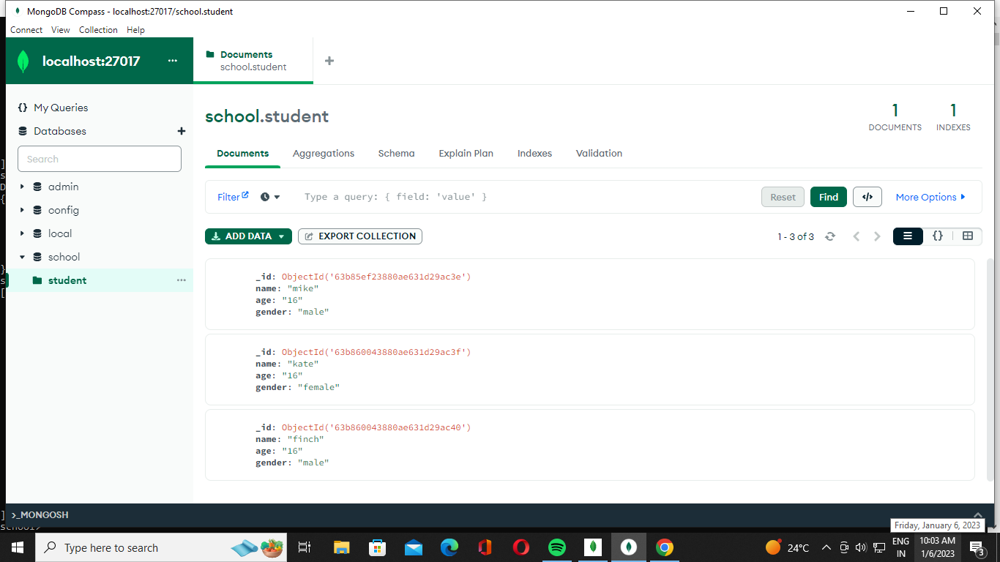 MongoDB Compass - localhost:27017/school.student
Connect View Collection Help
localhost:27017 ...
Documents
school.student
My Queries
Databases
Search
admin
config
local
school
student
school.student
1
DOCUMENTS
1
INDEXES
Documents Aggregations Schema Explain Plan Indexes Validation
Filter Type a query: { field: 'value' } Reset Find </> More Options
ADD DATA EXPORT COLLECTION 1 - 3 of 3 {}
_id: ObjectId('63b85ef23880ae631d29ac3e')
name: "mike"
age: "16"
gender: "male"
_id: ObjectId('63b860043880ae631d29ac3f')
name: "kate"
age: "16"
gender: "female"
_id: ObjectId('63b860043880ae631d29ac40')
name: "finch"
age: "16"
gender: "male"
>_MONGOSH
school>
Friday, January 6, 2023
Type here to search
24°C
ENG
IN
10:03 AM
1/6/2023
3